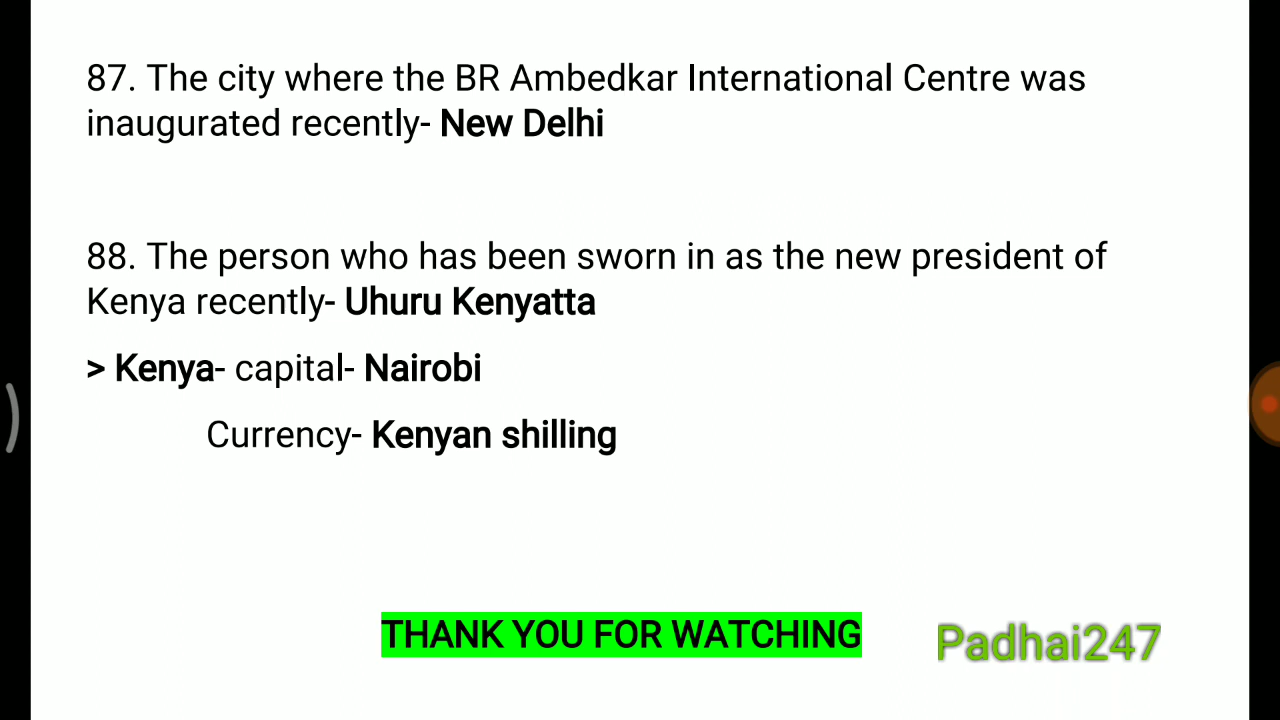 87. The city where the BR Ambedkar International Centre was
inaugurated recently- New Delhi
88. The person who has been sworn in as the new president of
Kenya recently- Uhuru Kenyatta
> Kenya- capital- Nairobi
Currency- Kenyan shilling
THANK YOU FOR WATCHING
Padhai247